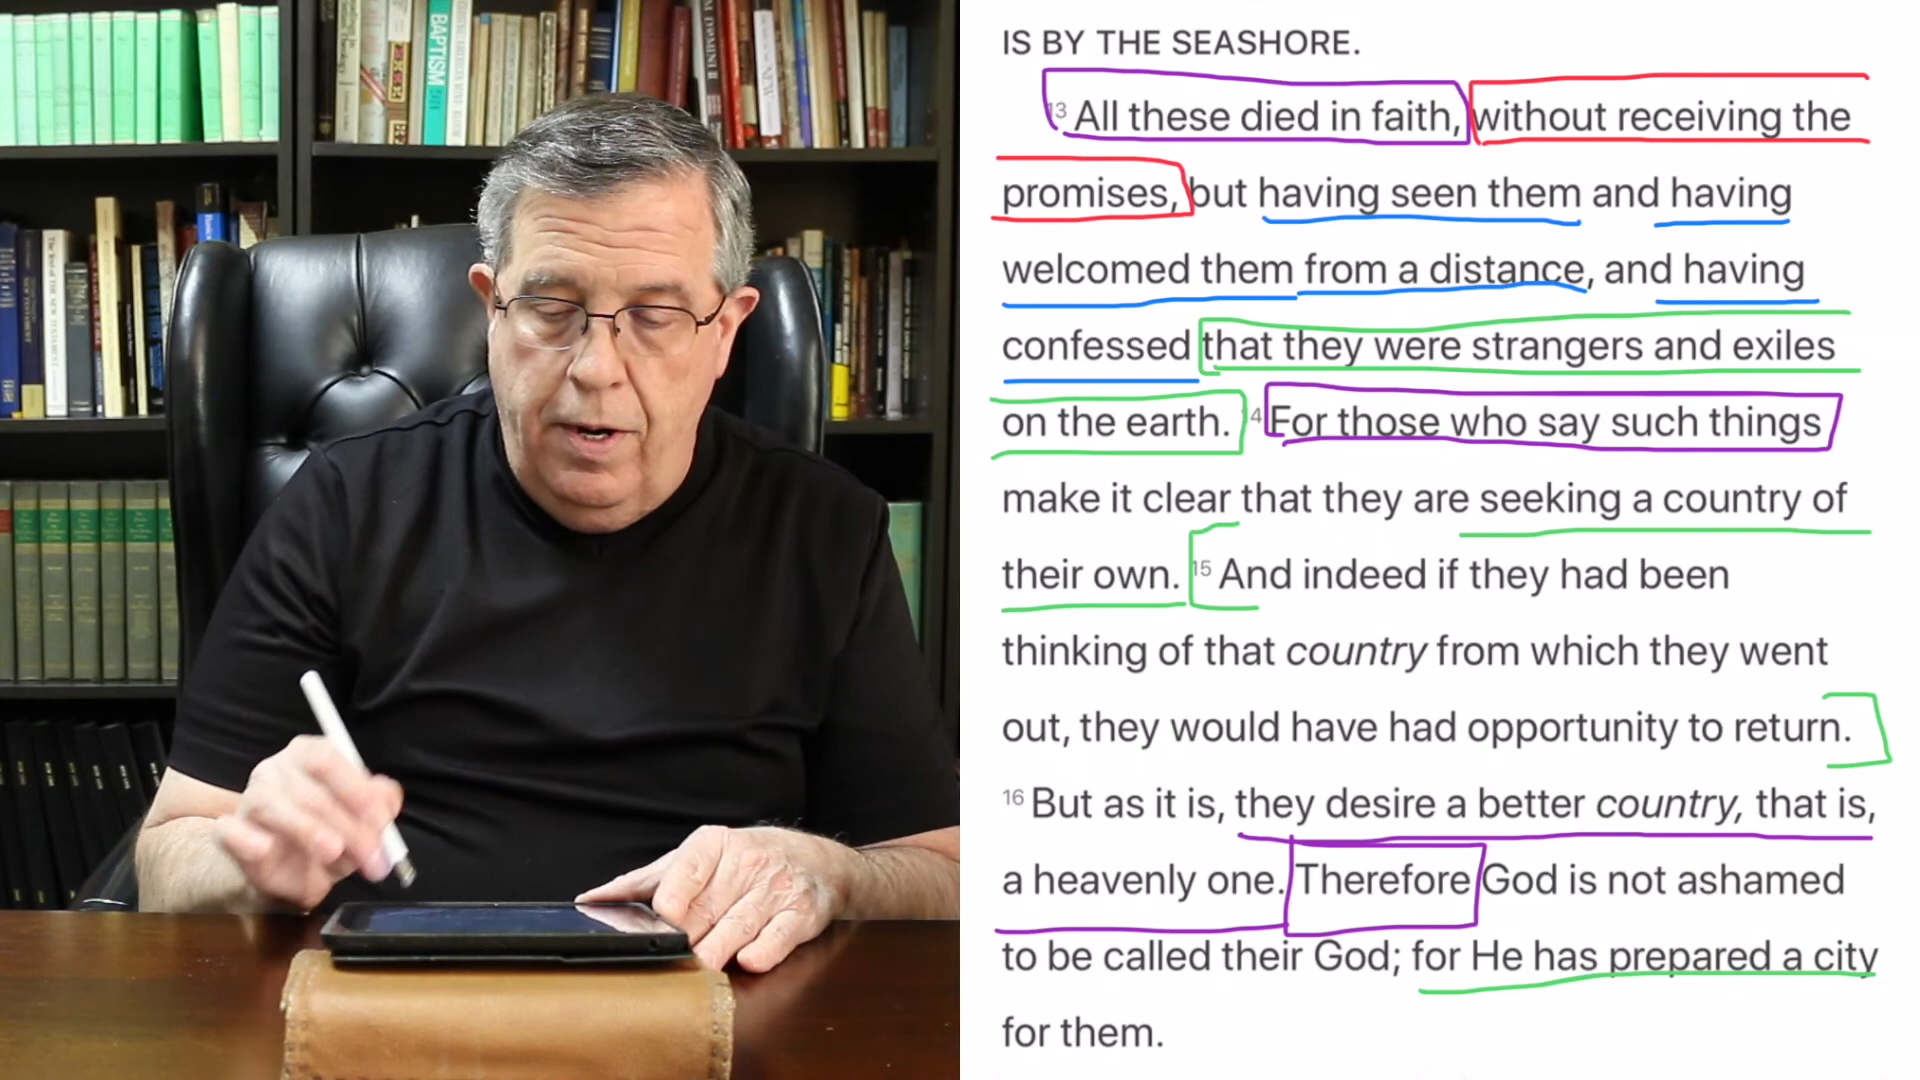 BAPTISM
IS BY THE SEASHORE.
13 All these died in faith, without receiving the
promises, but having seen them and having
welcomed them from a distance, and having
confessed that they were strangers and exiles
on the earth. 14 For those who say such things
make it clear that they are seeking a country of
their own. 15 And indeed if they had been
thinking of that country from which they went
out, they would have had opportunity to return.
16 But as it is, they desire a better country, that is,
a heavenly one. Therefore God is not ashamed
to be called their God; for He has prepared a city
for them.